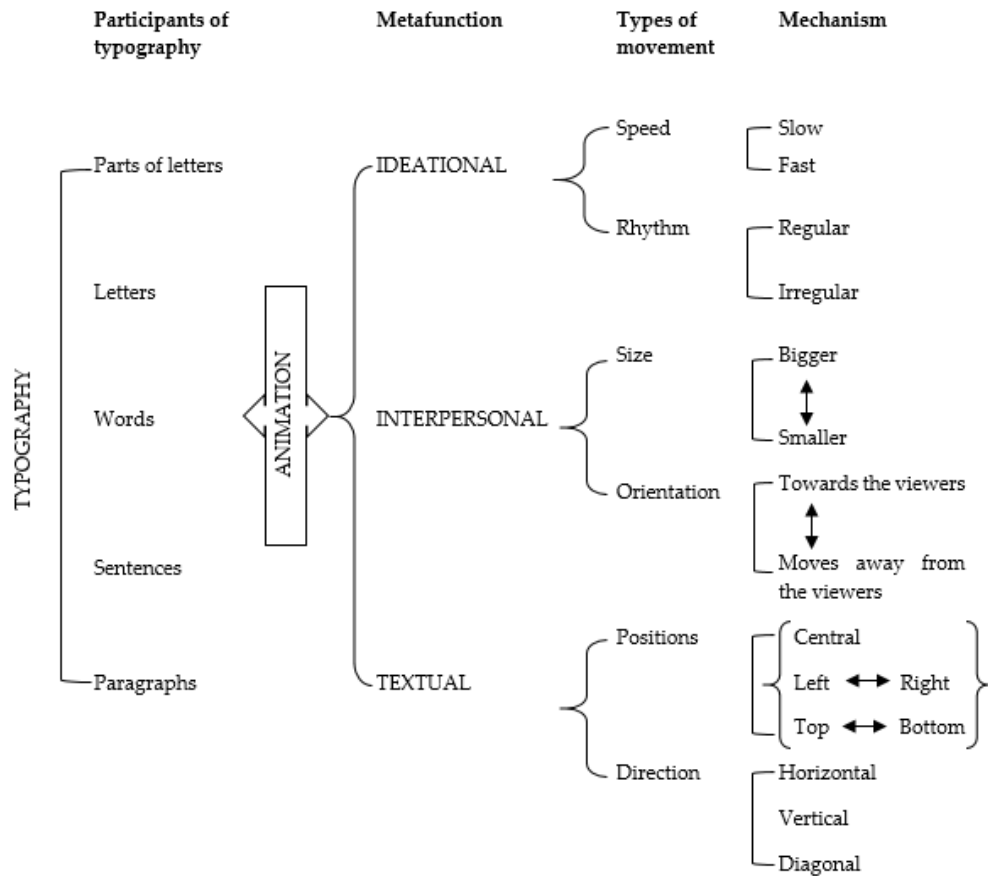 Participants of typography
Metafunction
Types of movement
Mechanism
TYPOGRAPHY
Parts of letters
Letters
Words
Sentences
Paragraphs
ANIMATION
IDEATIONAL
Speed
Slow
Fast
Rhythm
Regular
Irregular
INTERPERSONAL
Size
Bigger
Smaller
Orientation
Towards the viewers
Moves away from
the viewers
TEXTUAL
Positions
Central
Left Right
Top Bottom
Direction
Horizontal
Vertical
Diagonal